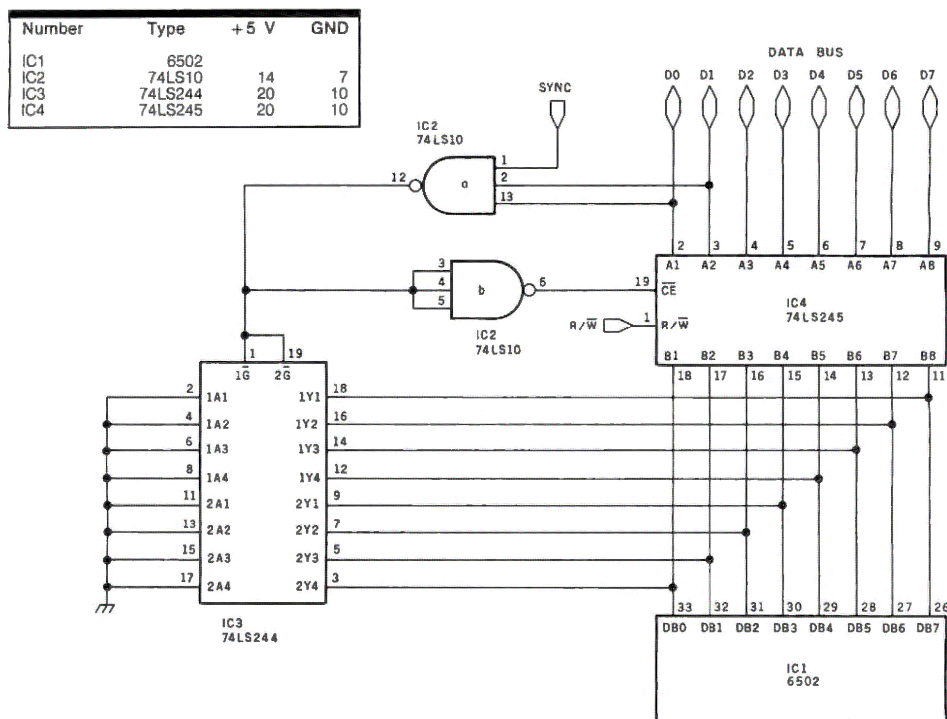 Number Type +5 V GND
IC1 6502
IC2 74LS10 14 7
IC3 74LS244 20 10
IC4 74LS245 20 10
DATA BUS
D0 D1 D2 D3 D4 D5 D6 D7
SYNC
IC2
74LS10
12
a
1
2
13
2 3 4 5 6 7 8 9
A1 A2 A3 A4 A5 A6 A7 A8
3
4
5
b
6
19
CE
IC4
74LS245
R/W
1
R/W
IC2
74LS10
B1 B2 B3 B4 B5 B6 B7 B8
18 17 16 15 14 13 12 11
1 19
1G 2G
2 1A1 1Y1 18
4 1A2 1Y2 16
6 1A3 1Y3 14
8 1A4 1Y4 12
11 2A1 2Y1 9
13 2A2 2Y2 7
15 2A3 2Y3 5
17 2A4 2Y4 3
IC3
74LS244
33 32 31 30 29 28 27 26
DB0 DB1 DB2 DB3 DB4 DB5 DB6 DB7
IC1
6502